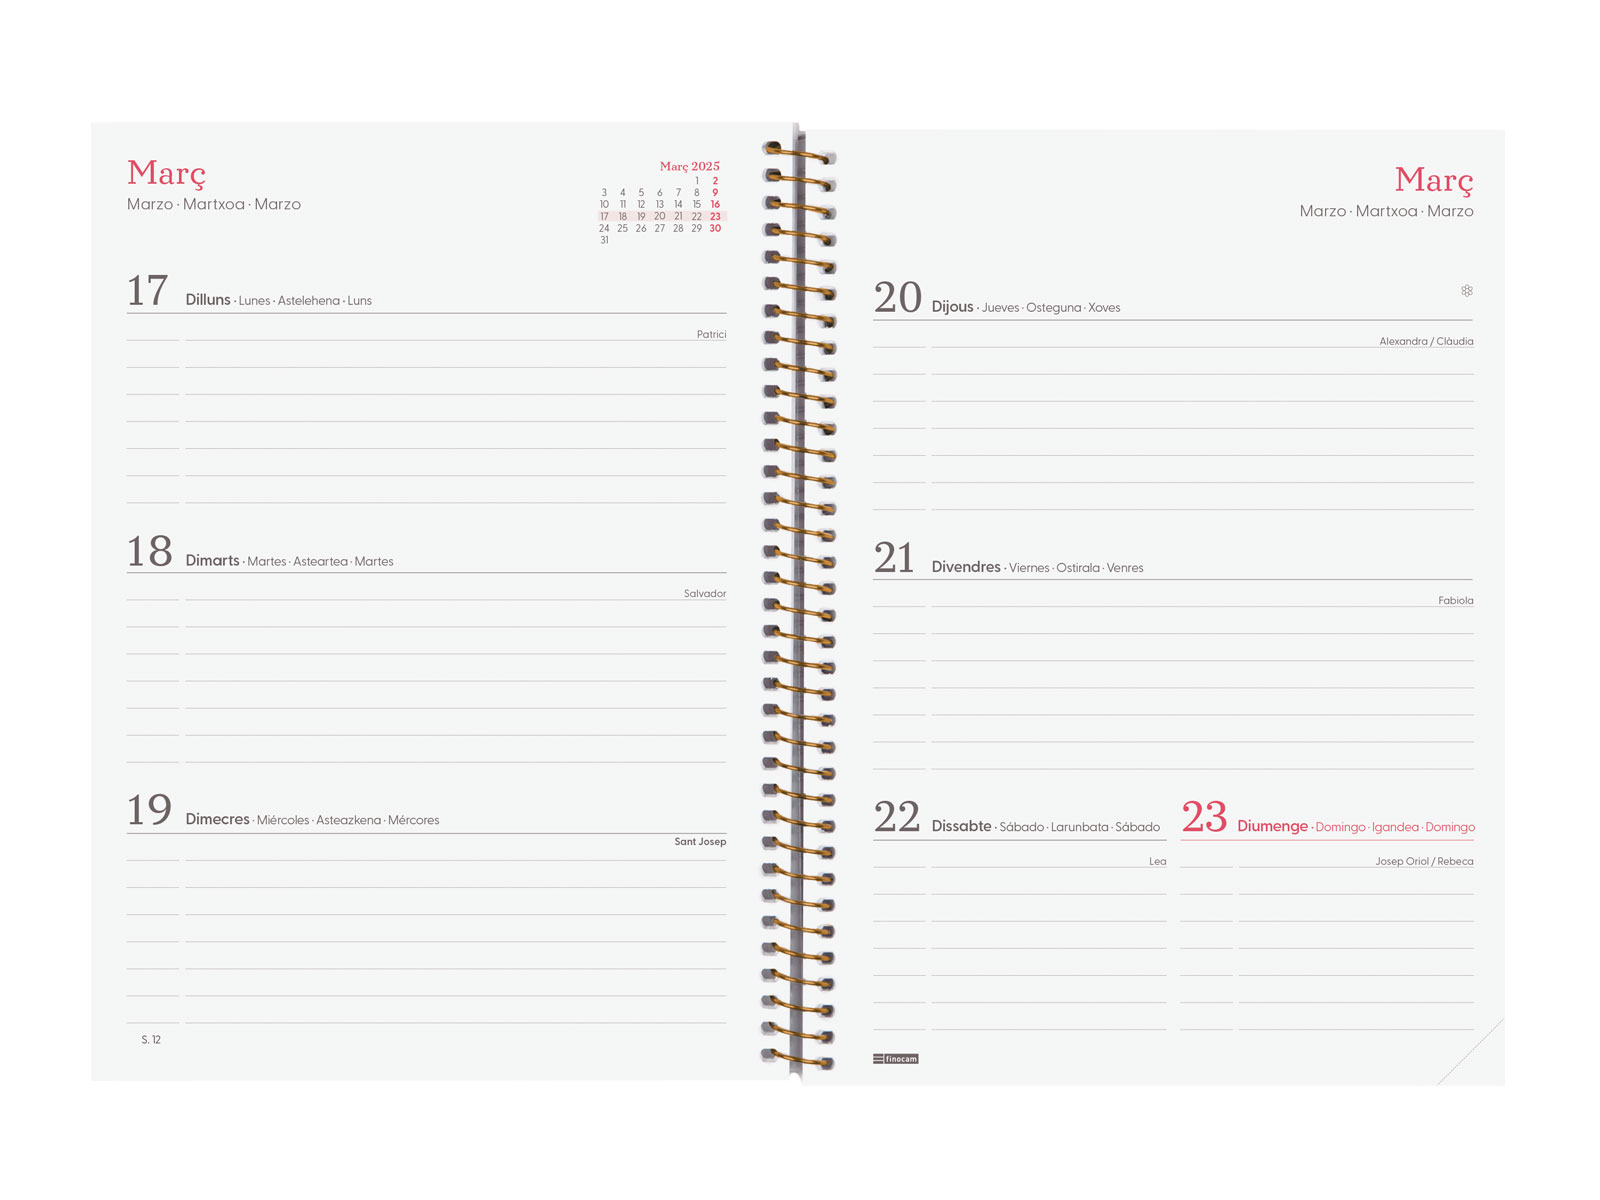 Març
Marzo · Martxoa · Marzo
Març 2025
1 2
3 4 5 6 7 8 9
10 11 12 13 14 15 16
17 18 19 20 21 22 23
24 25 26 27 28 29 30
31
17 Dilluns · Lunes · Astelehena · Luns
Patrici
18 Dimarts · Martes · Asteartea · Martes
Salvador
19 Dimecres · Miércoles · Asteazkena · Mércores
Sant Josep
S. 12
Març
Marzo · Martxoa · Marzo
20 Dijous · Jueves · Osteguna · Xoves
Alexandra / Clàudia
21 Divendres · Viernes · Ostirala · Venres
Fabiola
22 Dissabte · Sábado · Larunbata · Sábado
Lea
23 Diumenge · Domingo · Igandea · Domingo
Josep Oriol / Rebeca
finocam